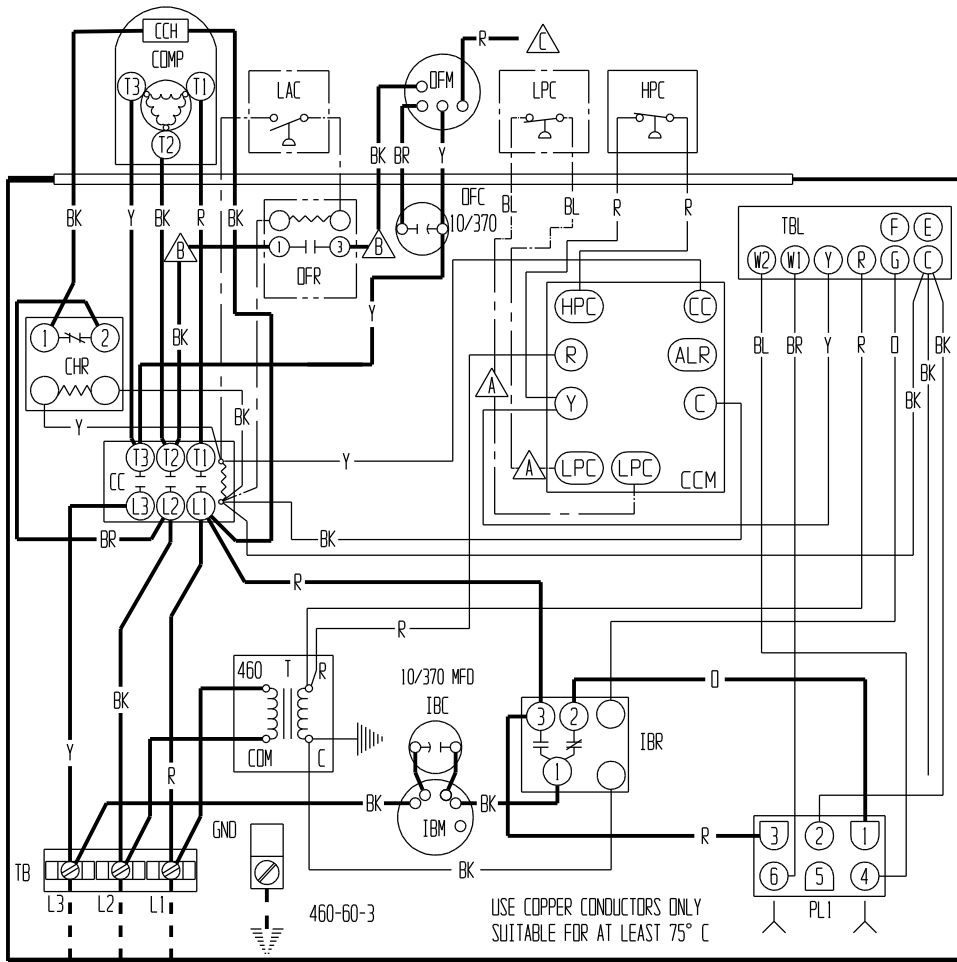 CCH
COMP
T3 T1
T2
LAC
OFM
R C
LPC
HPC
BK BR Y
BK Y BK R BK
BL BL R R
OFC
10/370
B
1 3
B
OFR
TBL
F E
W2 W1 Y R G C
HPC CC
R ALR
Y C
LPC LPC
CCM
Y
1 2
CHR
BK
BL BR Y R O BK
BK
BK
A
A
BK
Y
Y
T3 T2 T1
CC
L3 L2 L1
BR
BK
R
R
460 T R
COM C
10/370 MFD
IBC
IBM
3 2
1
IBR
O
BK
Y
R
BK BK
R
BK
GND
TB
L3 L2 L1
460-60-3
3 2 1
6 5 4
PL1
USE COPPER CONDUCTORS ONLY
SUITABLE FOR AT LEAST 75° C